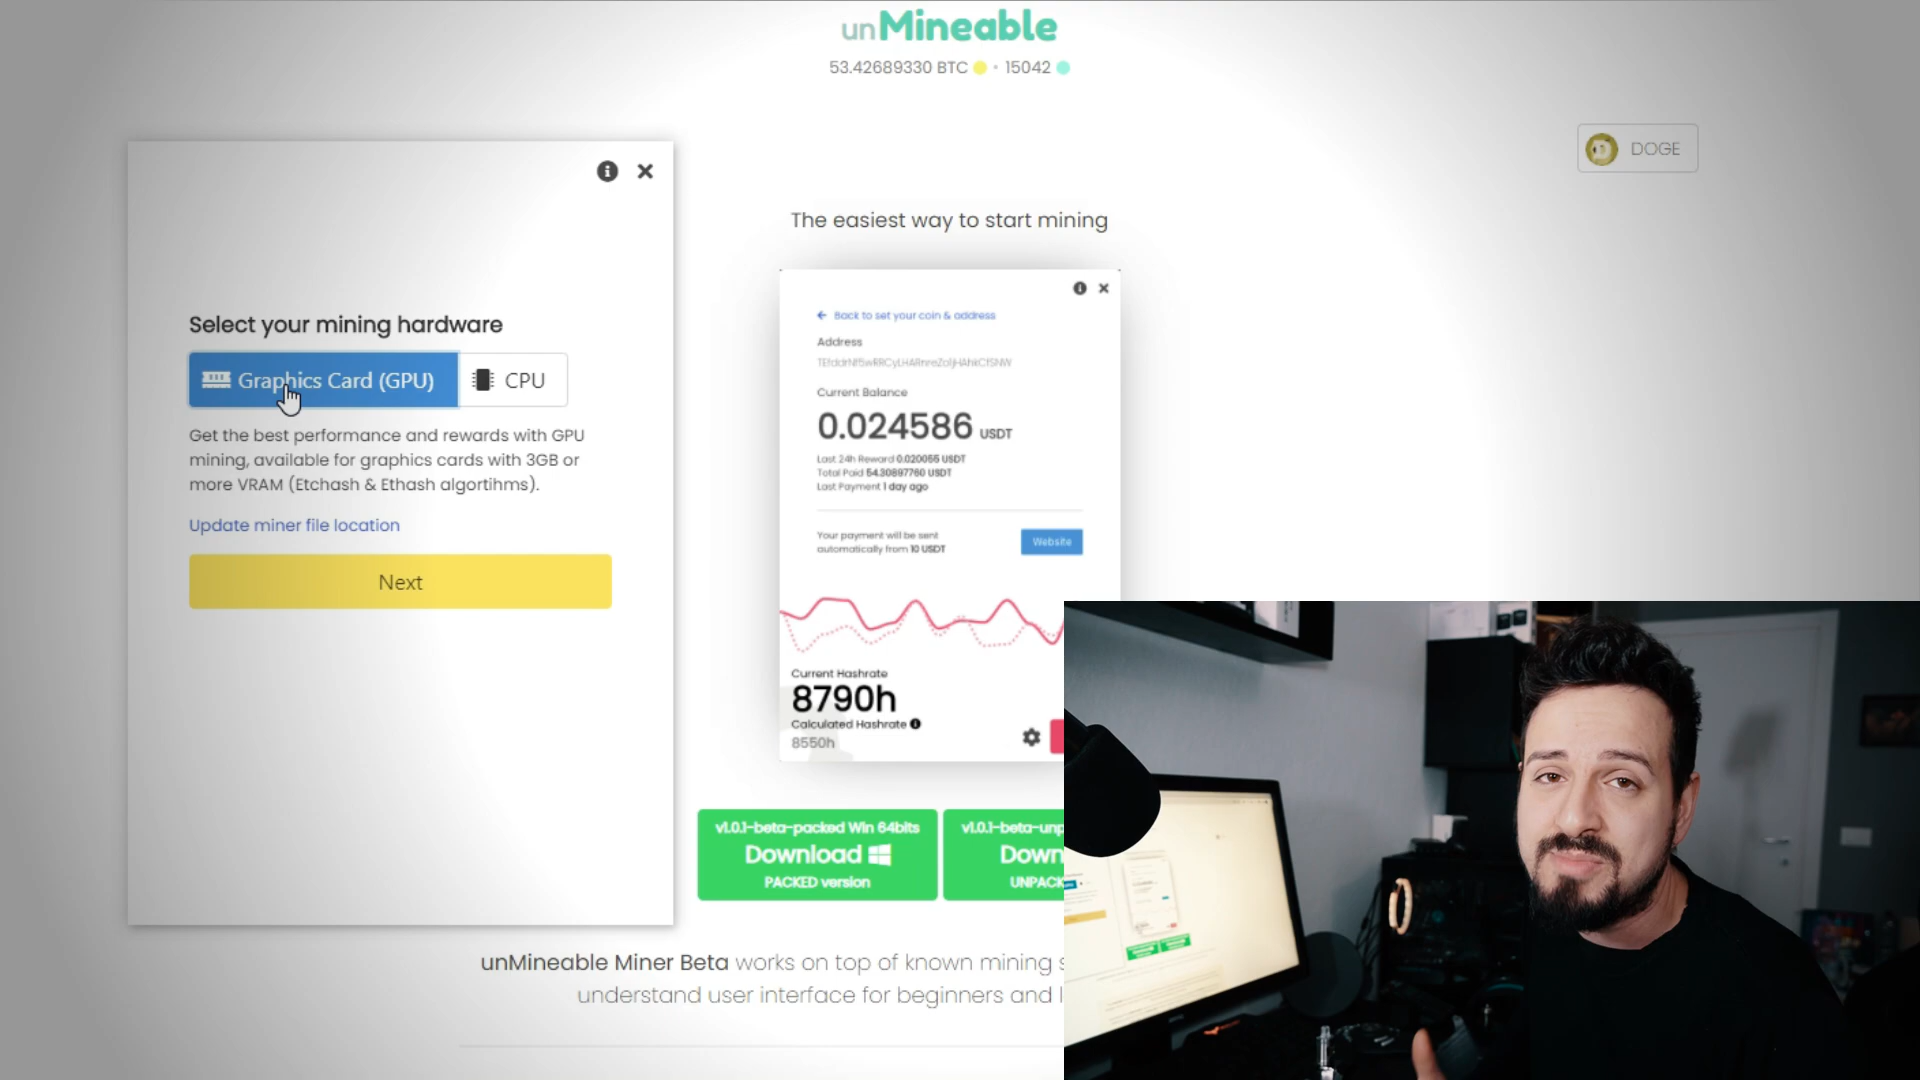 unMineable
53.42689330 BTC • 15042
DOGE
The easiest way to start mining
Select your mining hardware
Graphics Card (GPU)
CPU
Get the best performance and rewards with GPU
mining, available for graphics cards with 3GB or
more VRAM (Etchash & Ethash algortihms).
Update miner file location
Next
Back to set your coin & address
Address
Current Balance
0.024586 USDT
Last 24h Reward 0.020055 USDT
Total Paid 54.30897760 USDT
Last Payment 1 day ago
Your payment will be sent
automatically from 10 USDT
Website
Current Hashrate
8790h
Calculated Hashrate
8550h
v1.0.1-beta-packed Win 64bits
Download
PACKED version
v1.0.1-beta-unp
Down
UNPACK
unMineable Miner Beta works on top of known mining s
understand user interface for beginners and l